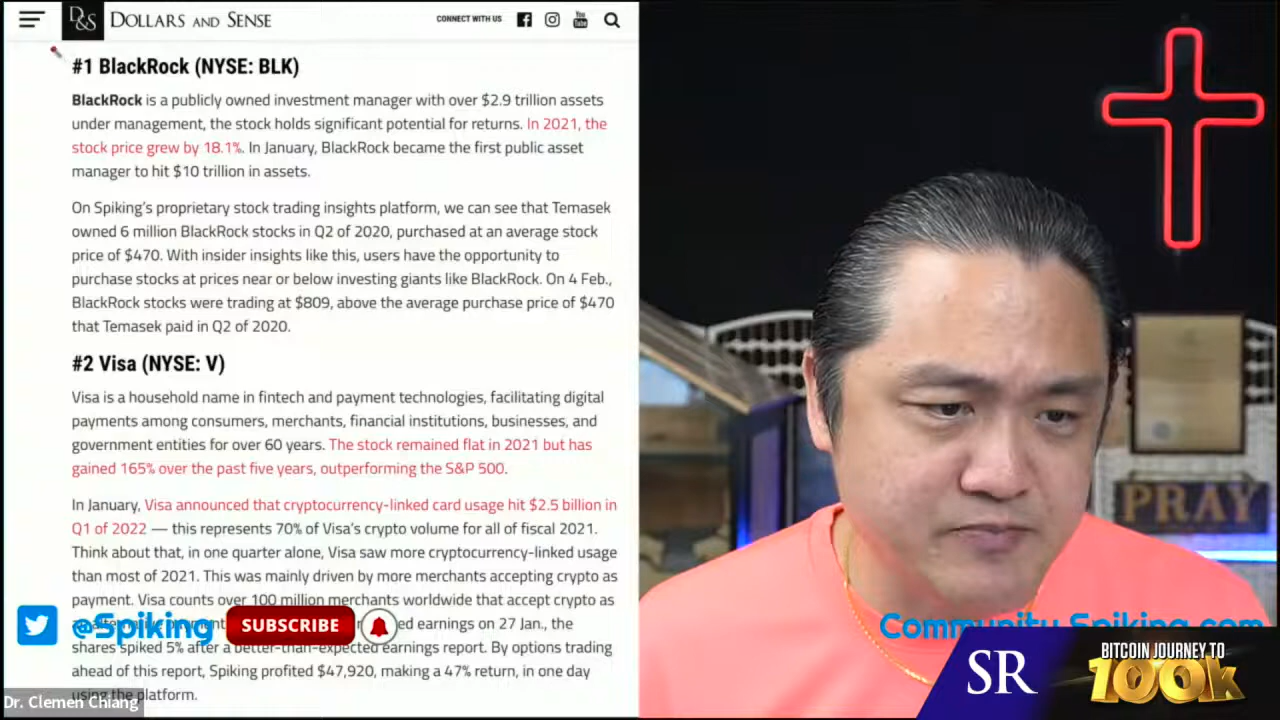 D&S DOLLARS AND SENSE CONNECT WITH US You Tube
#1 BlackRock (NYSE: BLK)
BlackRock is a publicly owned investment manager with over $2.9 trillion assets
under management, the stock holds significant potential for returns. In 2021, the
stock price grew by 18.1%. In January, BlackRock became the first public asset
manager to hit $10 trillion in assets.
On Spiking's proprietary stock trading insights platform, we can see that Temasek
owned 6 million BlackRock stocks in Q2 of 2020, purchased at an average stock
price of $470. With insider insights like this, users have the opportunity to
purchase stocks at prices near or below investing giants like BlackRock. On 4 Feb.,
BlackRock stocks were trading at $809, above the average purchase price of $470
that Temasek paid in Q2 of 2020.
#2 Visa (NYSE: V)
Visa is a household name in fintech and payment technologies, facilitating digital
payments among consumers, merchants, financial institutions, businesses, and
government entities for over 60 years. The stock remained flat in 2021 but has
gained 165% over the past five years, outperforming the S&P 500.
In January, Visa announced that cryptocurrency-linked card usage hit $2.5 billion in
Q1 of 2022 — this represents 70% of Visa's crypto volume for all of fiscal 2021.
Think about that, in one quarter alone, Visa saw more cryptocurrency-linked usage
than most of 2021. This was mainly driven by more merchants accepting crypto as
payment. Visa counts over 100 million merchants worldwide that accept crypto as
earnings on 27 Jan., the
shares spiked 5% after a better-than-expected earnings report. By options trading
ahead of this report, Spiking profited $47,920, making a 47% return, in one day
using the platform.
@Spiking
SUBSCRIBE
Dr. Clemen Chiang
PRAY
Community.Spiking.com
SR
BITCOIN JOURNEY TO
100k